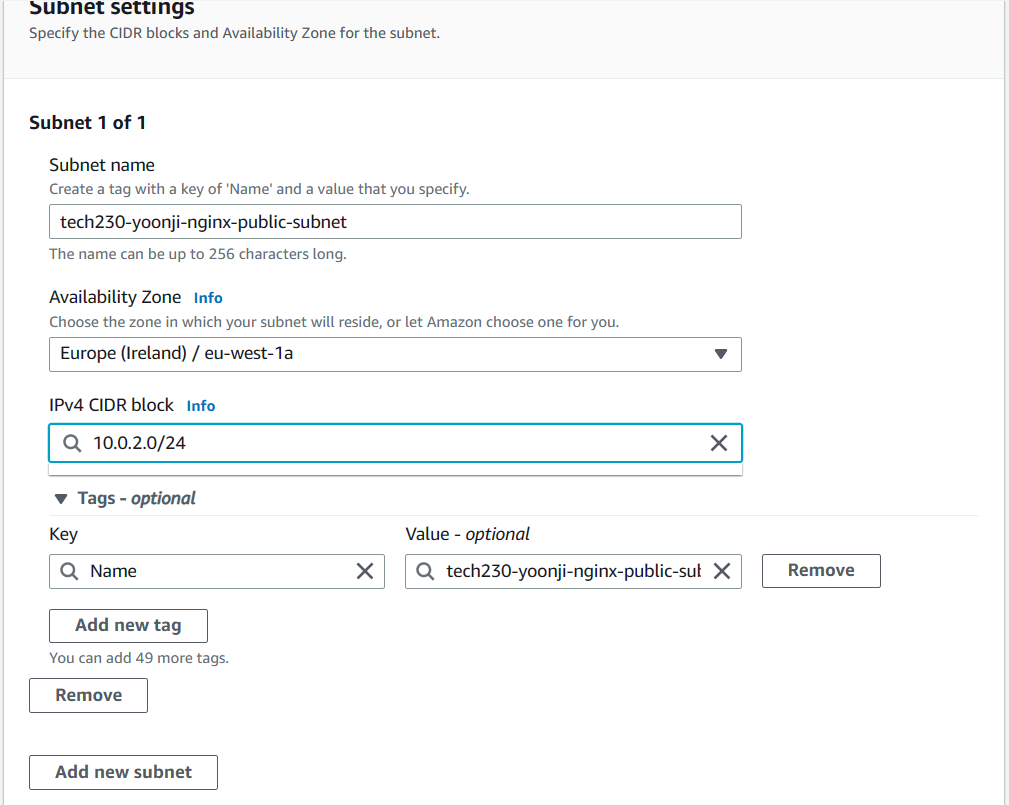 Subnet settings
Specify the CIDR blocks and Availability Zone for the subnet.
Subnet 1 of 1
Subnet name
Create a tag with a key of 'Name' and a value that you specify.
tech230-yoonji-nginx-public-subnet
The name can be up to 256 characters long.
Availability Zone Info
Choose the zone in which your subnet will reside, or let Amazon choose one for you.
Europe (Ireland) / eu-west-1a
IPv4 CIDR block Info
10.0.2.0/24
Tags - optional
Key Value - optional
Name tech230-yoonji-nginx-public-sub Remove
Add new tag
You can add 49 more tags.
Remove
Add new subnet